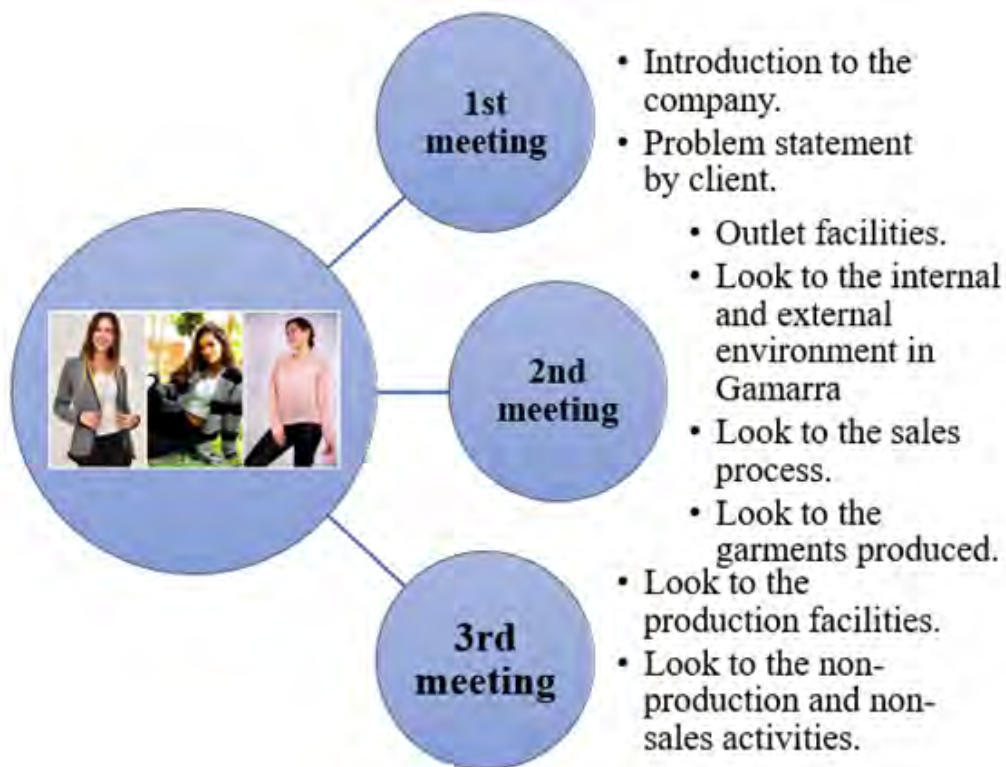 1st
meeting
• Introduction to the
company.
• Problem statement
by client.
2nd
meeting
• Outlet facilities.
• Look to the internal
and external
environment in
Gamarra
• Look to the sales
process.
• Look to the
garments produced.
3rd
meeting
• Look to the
production facilities.
• Look to the non-
production and non-
sales activities.